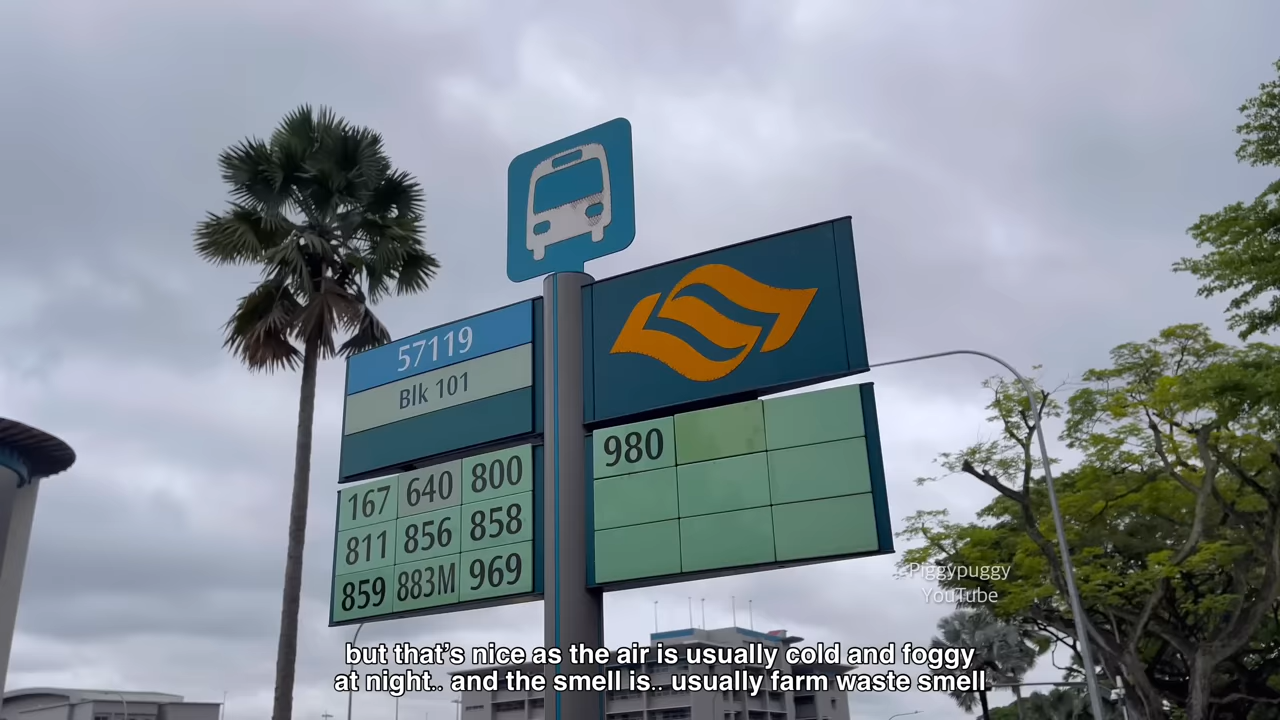 57119
Blk 101
167 640 800
811 856 858
859 883M 969
980
Piggypuggy
YouTube
but that's nice as the air is usually cold and foggy
at night.. and the smell is.. usually farm waste smell